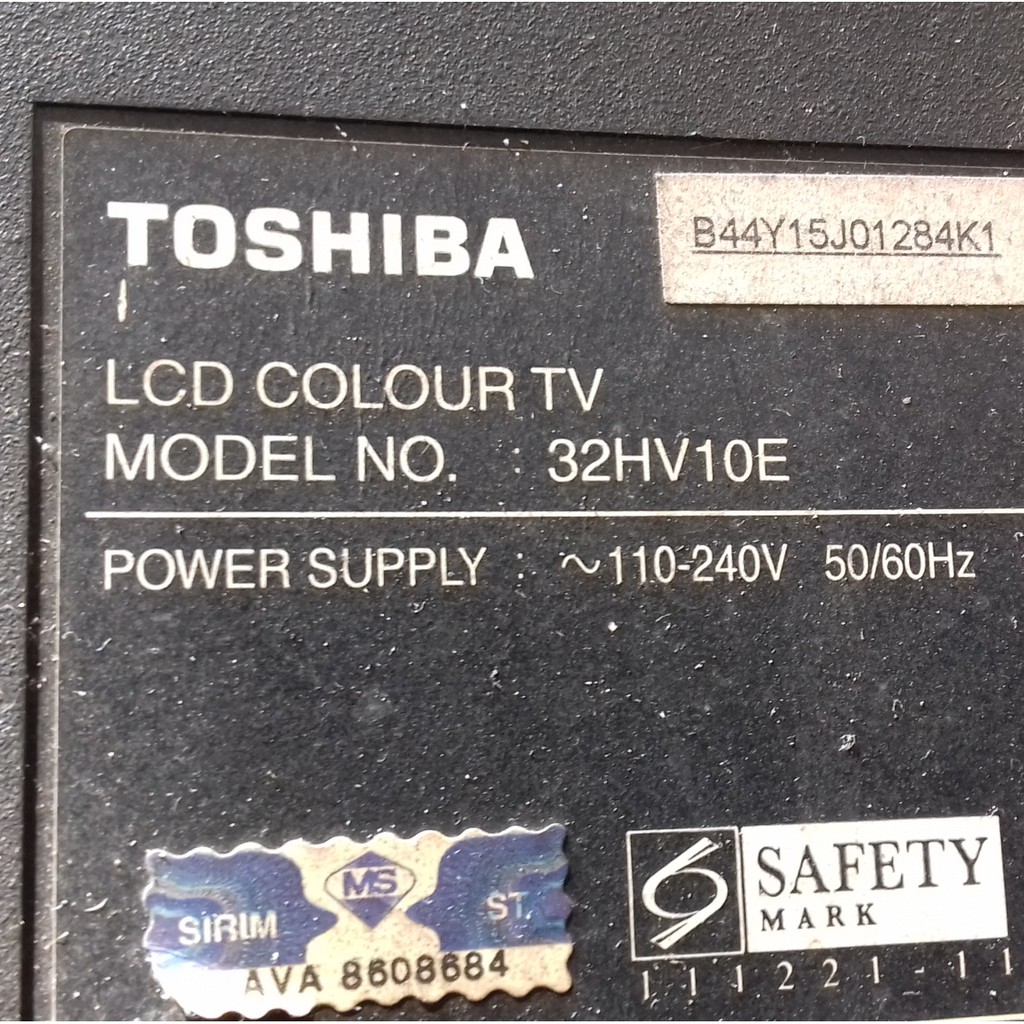 TOSHIBA
B44Y15J01284K1
LCD COLOUR TV
MODEL NO. : 32HV10E
POWER SUPPLY : ~110-240V 50/60Hz
MS
SIRIM ST
AVA 8608684
SAFETY
MARK
111221-11